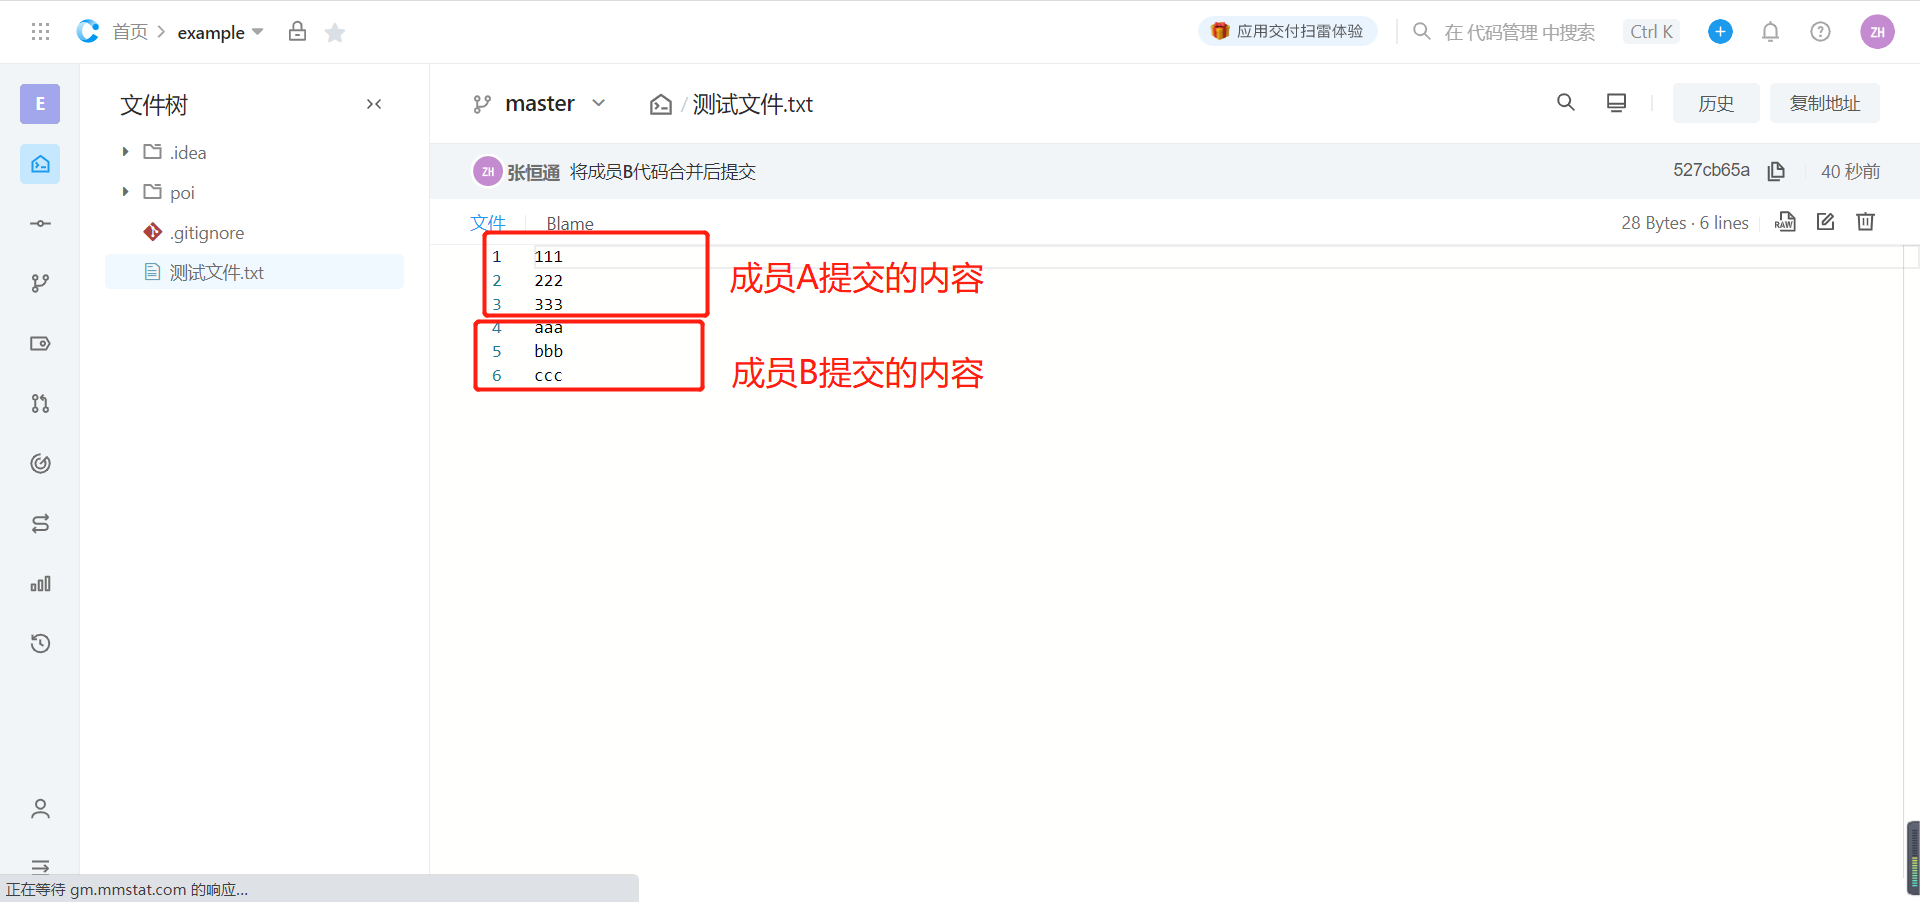 首页 example
应用交付扫雷体验
在 代码管理 中搜索
Ctrl K
ZH
E
文件树
.idea
poi
.gitignore
测试文件.txt
master
/ 测试文件.txt
历史
复制地址
ZH 张恒通 将成员B代码合并后提交
527cb65a
40 秒前
文件
Blame
28 Bytes · 6 lines
RAW
1 111
2 222
3 333
成员A提交的内容
4 aaa
5 bbb
6 ccc
成员B提交的内容
正在等待 gm.mmstat.com 的响应...